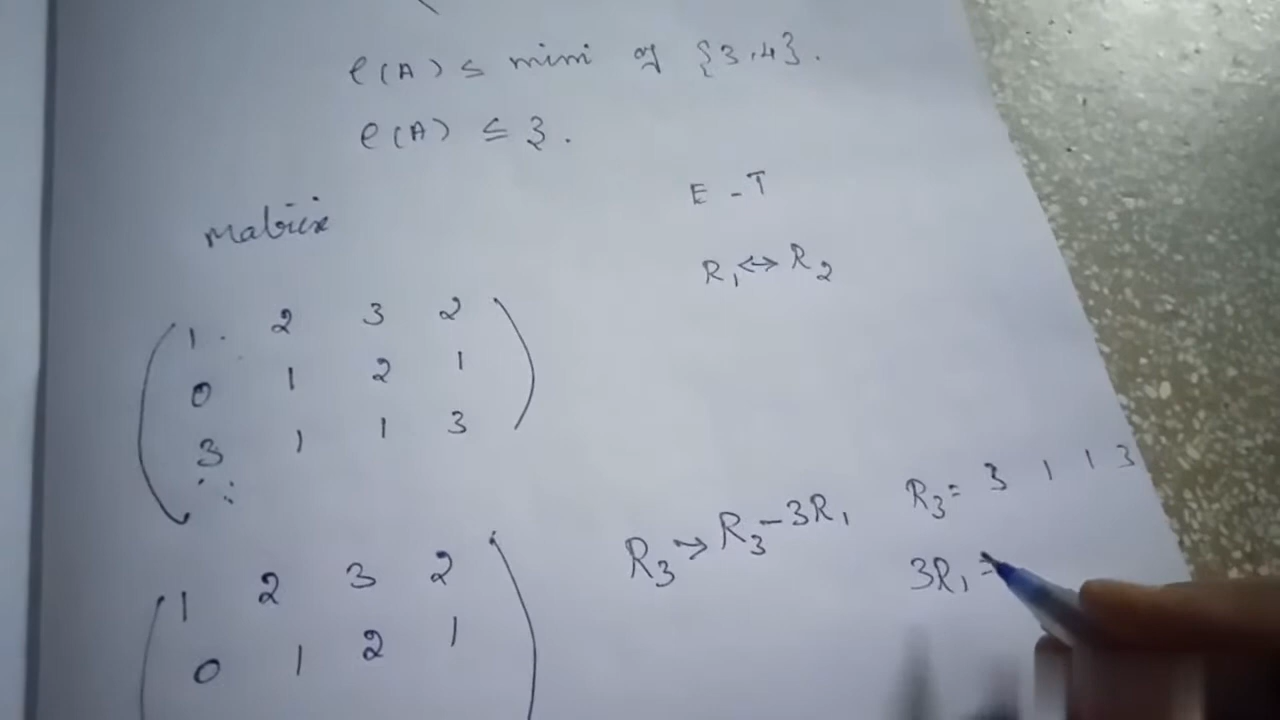 ρ(A) ≤ mini of {3,4}.
ρ(A) ≤ 3.
E - T
Matrix
R₁ ↔ R₂
1 2 3 2
0 1 2 1
3 1 1 3
R₃ → R₃ - 3R₁
R₃ = 3 1 1 3
3R₁ =
1 2 3 2
0 1 2 1